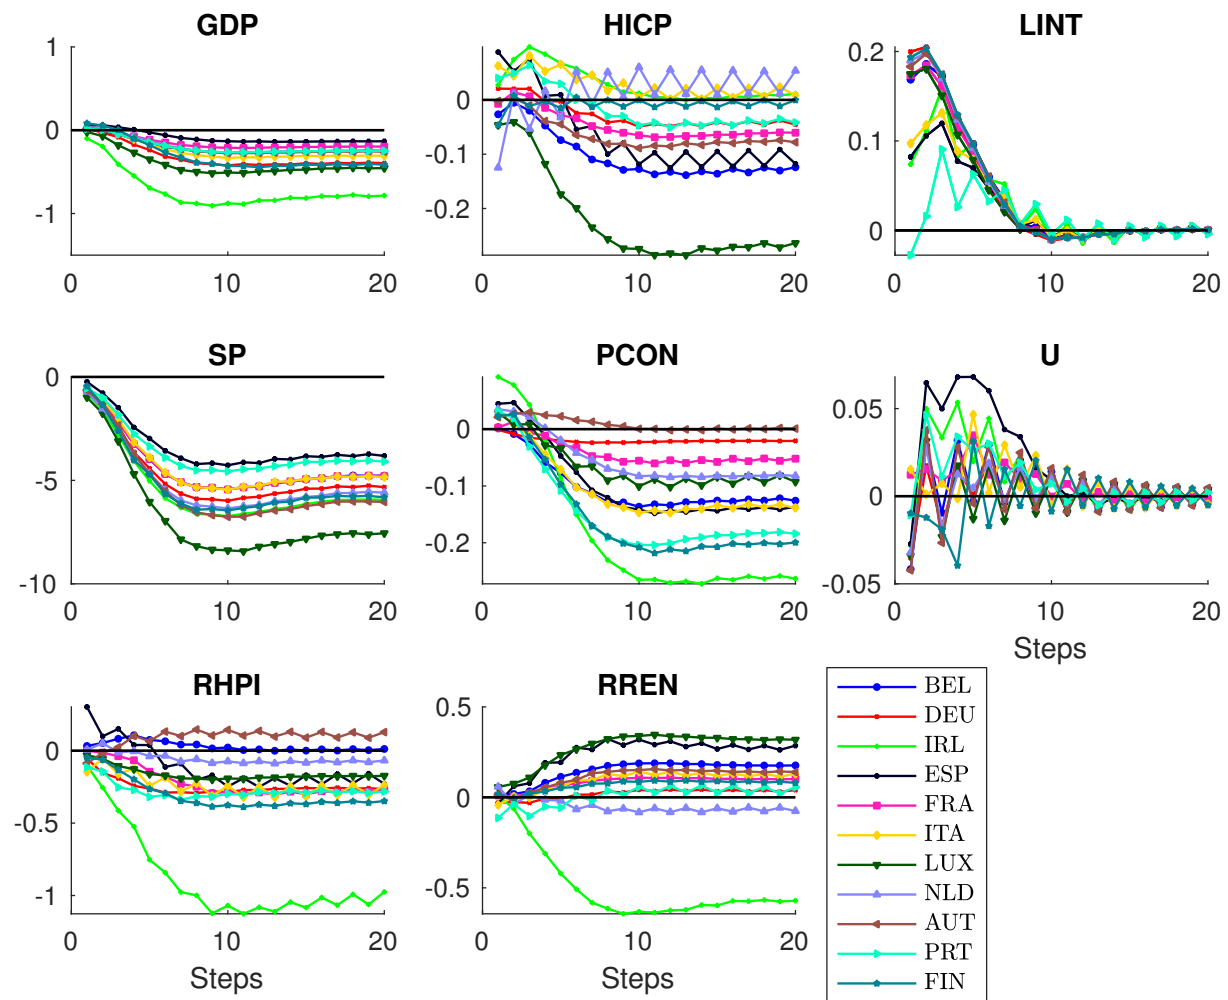 GDP
1
0
-1
0
10
20
HICP
0
-0.1
-0.2
0
10
20
LINT
0.2
0.1
0
0
10
20
SP
0
-5
-10
0
10
20
PCON
0
-0.1
-0.2
0
10
20
U
0.05
0
-0.05
0
10
20
Steps
RHPI
0
-0.5
-1
0
10
20
Steps
RREN
0.5
0
-0.5
0
10
20
Steps
BEL
DEU
IRL
ESP
FRA
ITA
LUX
NLD
AUT
PRT
FIN